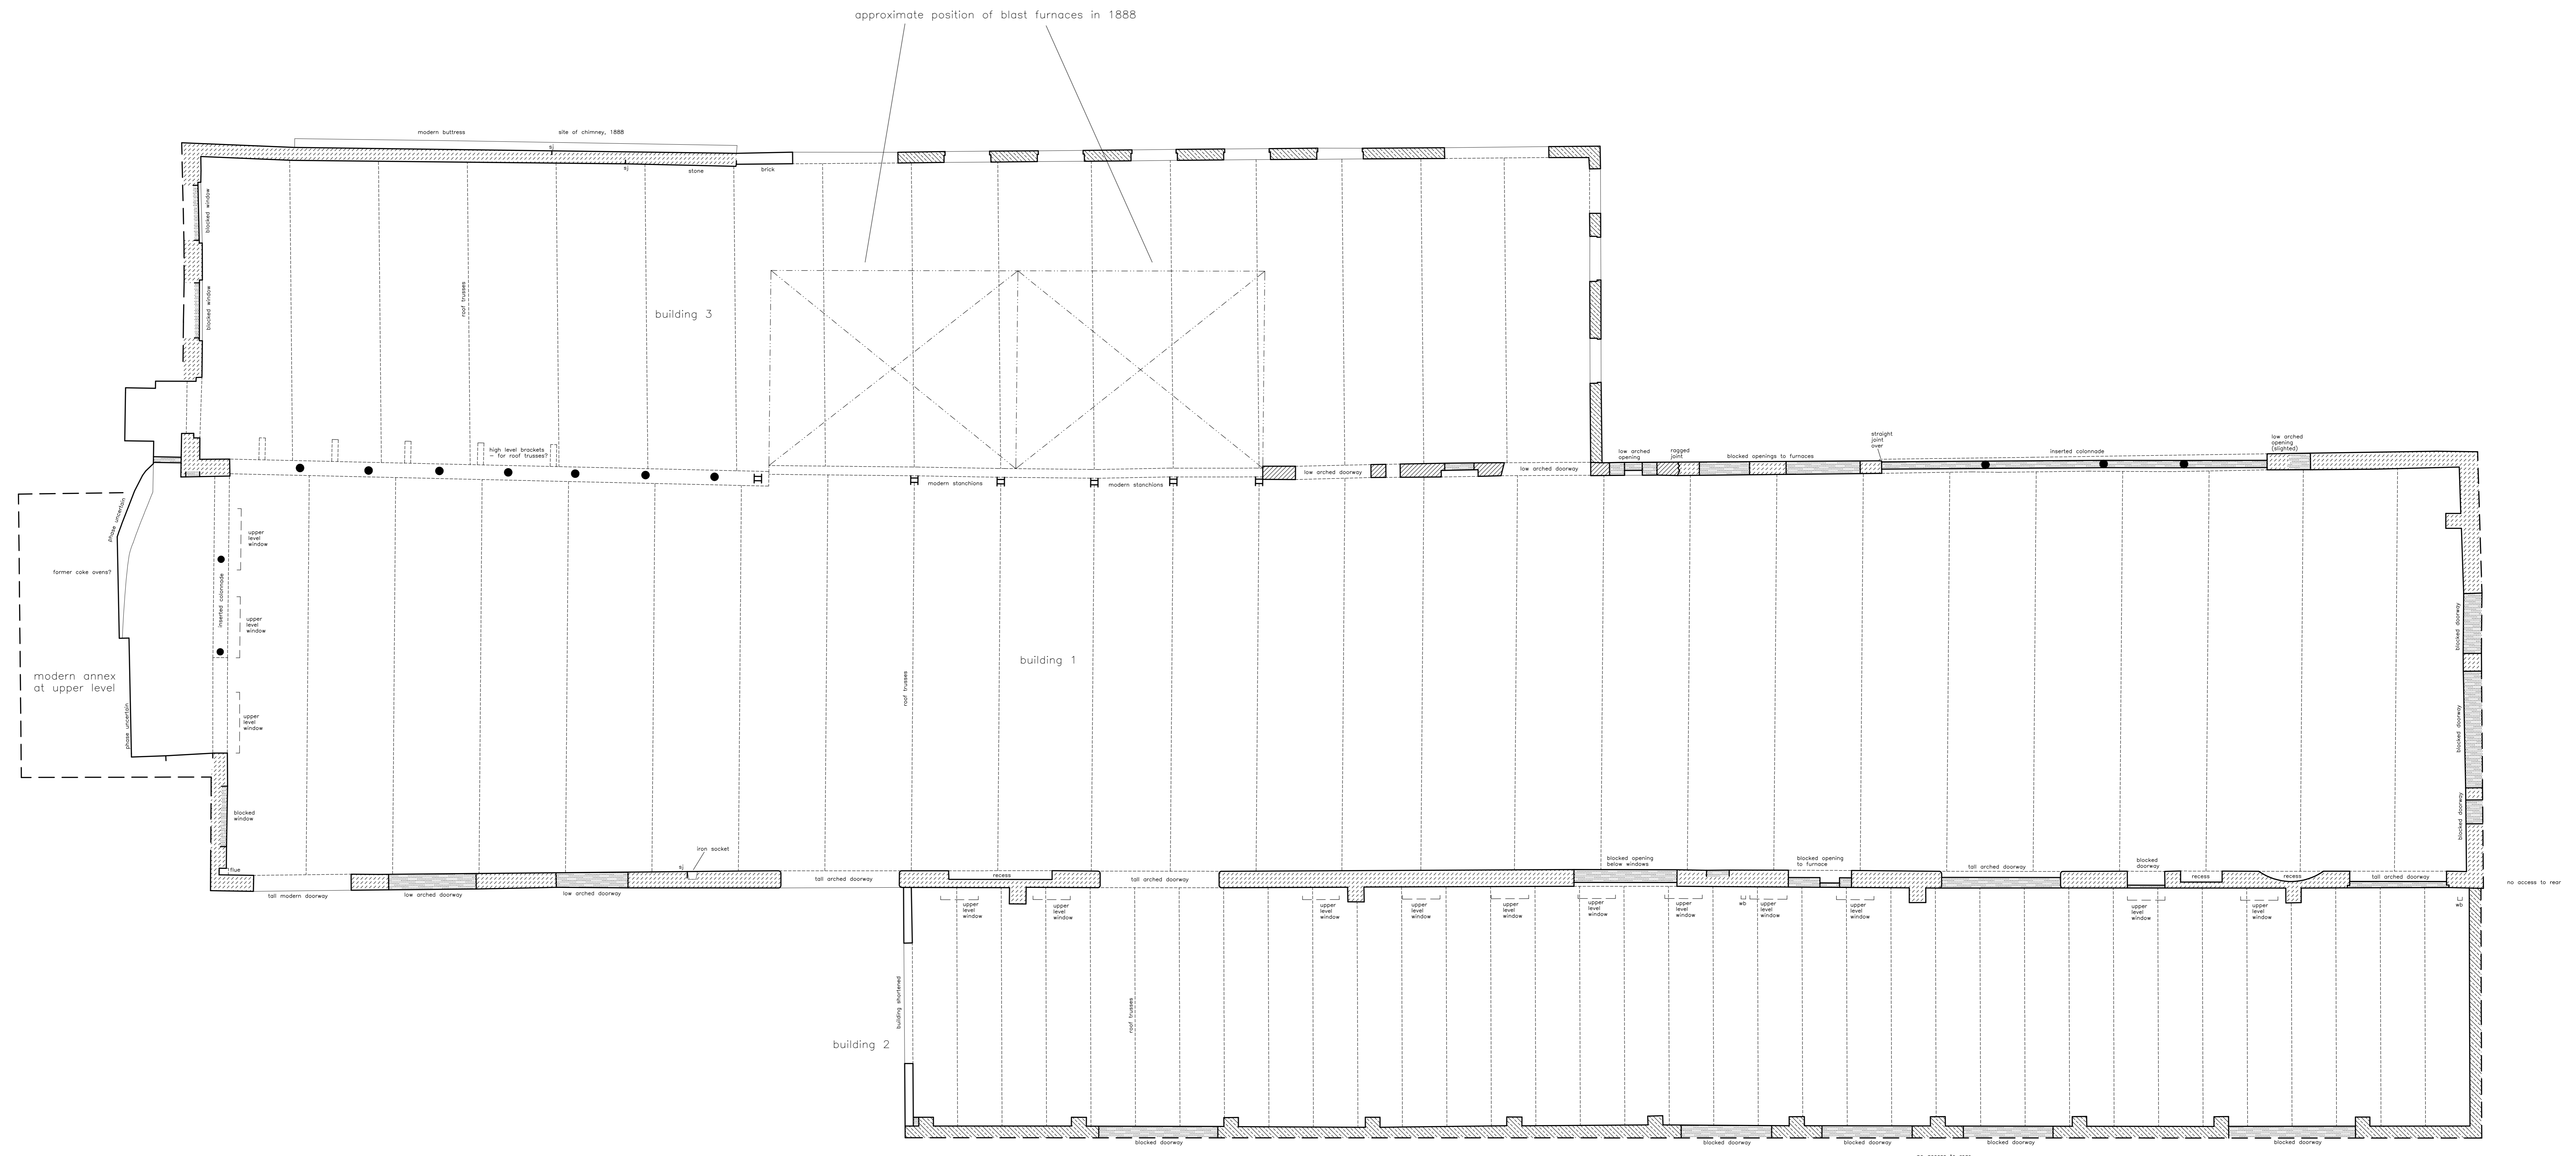 approximate position of blast furnaces in 1888
modern buttress
site of chimney, 1888
sj
sj
stone
brick
blocked window
blocked window
roof trusses
building 3
high level brackets
– for roof trusses?
modern stanchions
modern stanchions
low arched doorway
low arched doorway
low arched
opening
ragged
joint
blocked openings to furnaces
straight
joint
over
inserted colonnade
low arched
opening
(slighted)
phase uncertain
former coke ovens?
inserted colonnade
upper
level
window
upper
level
window
upper
level
window
modern annex
at upper level
phase uncertain
roof trusses
building 1
blocked doorway
blocked doorway
blocked doorway
blocked
window
flue
tall modern doorway
low arched doorway
low arched doorway
sj
iron socket
tall arched doorway
recess
tall arched doorway
blocked opening
below windows
blocked opening
to furnace
tall arched doorway
blocked
doorway
recess
recess
tall arched doorway
no access to rear
upper
level
window
upper
level
window
upper
level
window
upper
level
window
upper
level
window
upper
level
window
upper
level
window
wb
upper
level
window
upper
level
window
upper
level
window
upper
level
window
wb
building shortened
roof trusses
building 2
blocked doorway
blocked doorway
blocked doorway
blocked doorway
blocked doorway